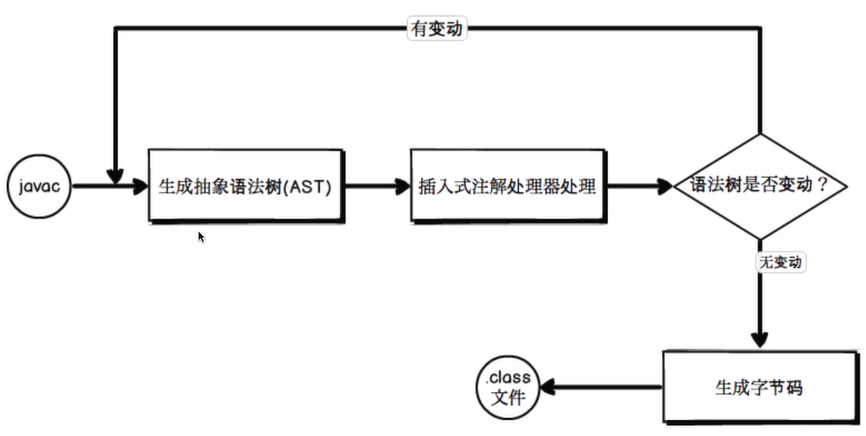 有变动
javac
生成抽象语法树(AST)
插入式注解处理器处理
语法树是否变动？
无变动
.class
文件
生成字节码